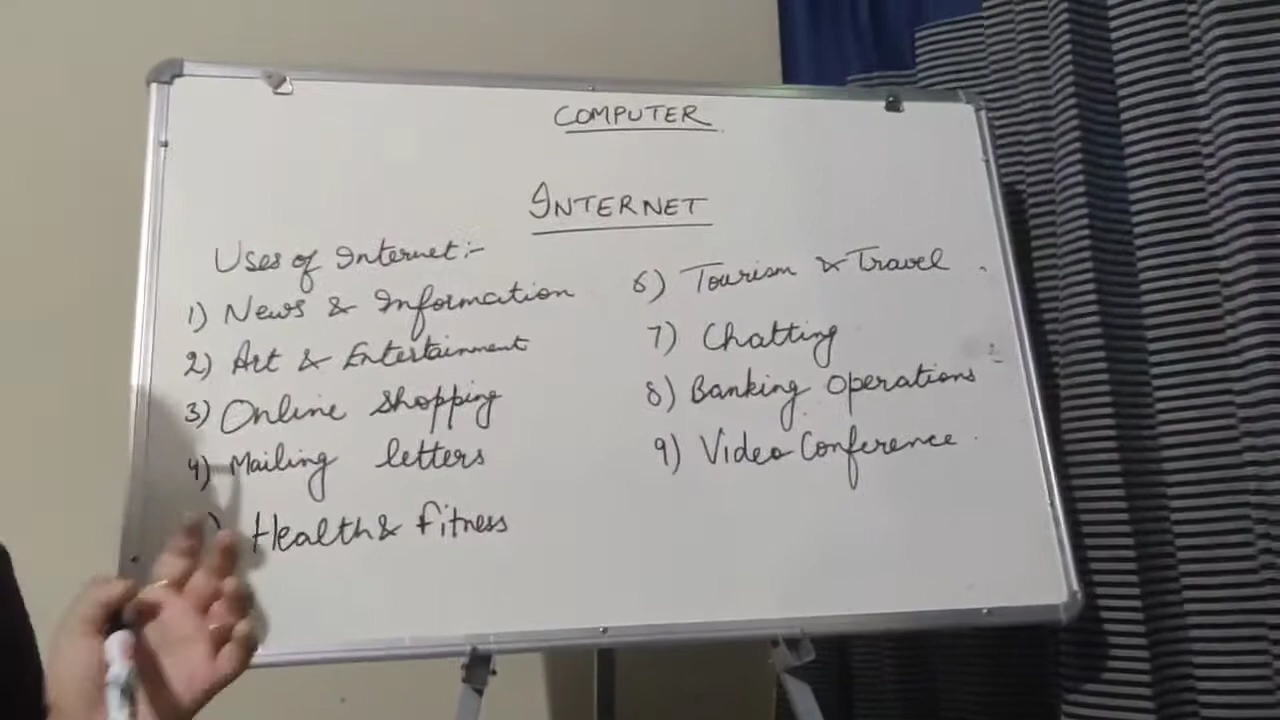 COMPUTER
INTERNET
Uses of Internet:-
1) News & Information
2) Art & Entertainment
3) Online Shopping
4) Mailing letters
) Health & fitness
6) Tourism & Travel.
7) Chatting
8) Banking Operations
9) Video Conference.